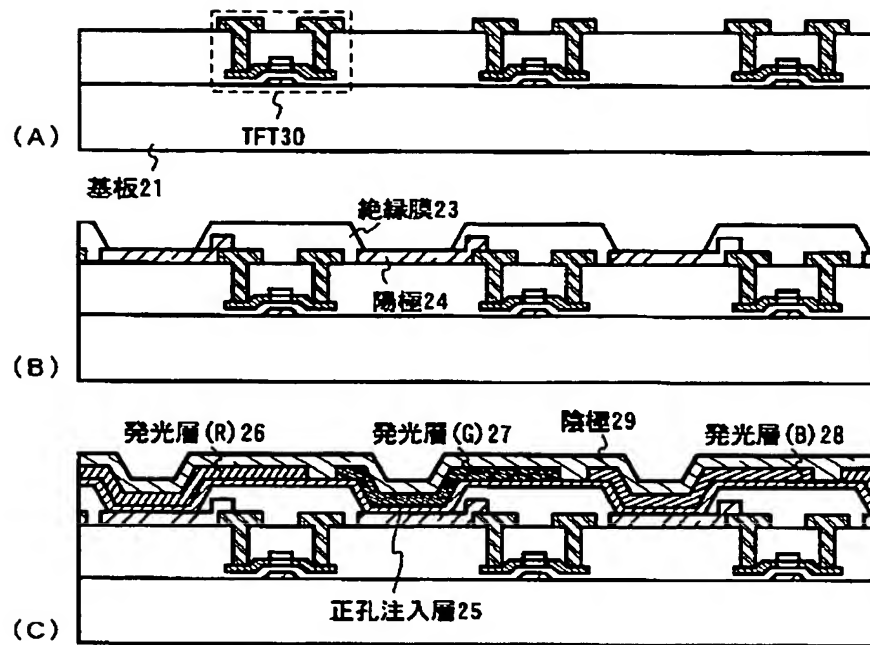 (A)
TFT30
基板21
絶縁膜23
陽極24
(B)
発光層(R)26
発光層(G)27
陰極29
発光層(B)28
正孔注入層25
(C)